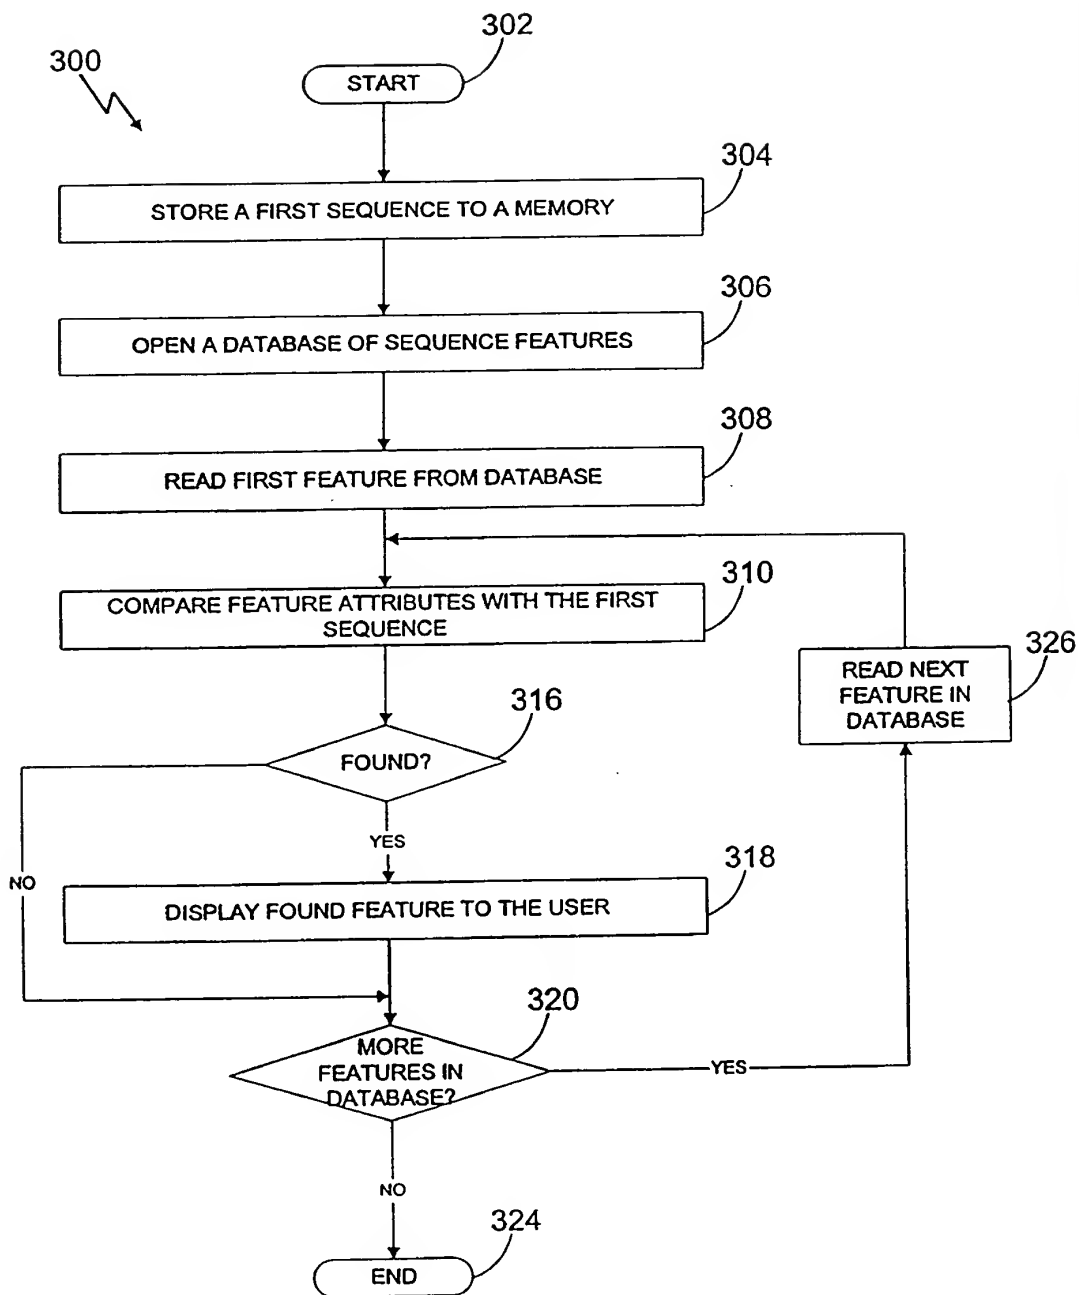 302
300
START
304
STORE A FIRST SEQUENCE TO A MEMORY
306
OPEN A DATABASE OF SEQUENCE FEATURES
308
READ FIRST FEATURE FROM DATABASE
310
COMPARE FEATURE ATTRIBUTES WITH THE FIRST
SEQUENCE
326
READ NEXT
FEATURE IN
DATABASE
316
FOUND?
YES
NO
318
DISPLAY FOUND FEATURE TO THE USER
320
MORE
FEATURES IN
DATABASE?
YES
NO
324
END